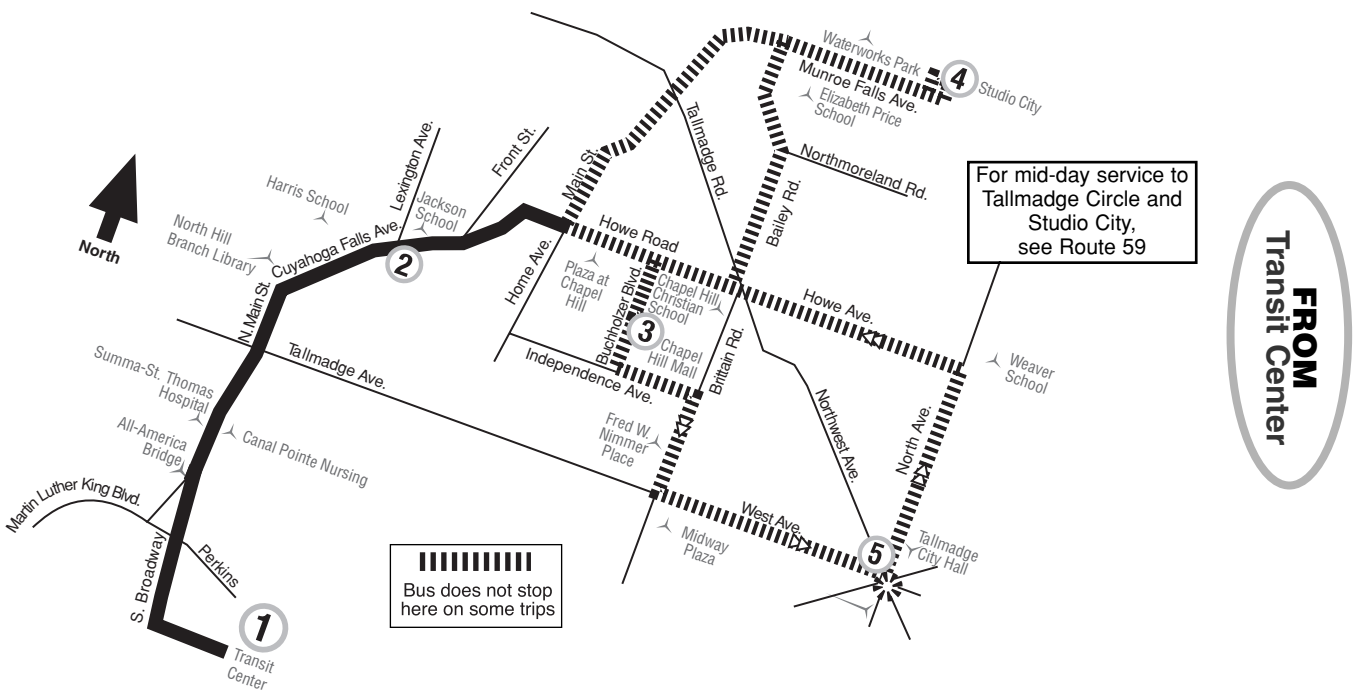 Waterworks Park
4
Studio City
Munroe Falls Ave.
Elizabeth Price
School
Tallmadge Rd.
Northmoreland Rd.
For mid-day service to
Tallmadge Circle and
Studio City,
see Route 59
FROM
Transit Center
Lexington Ave.
Front St.
Main St.
Bailey Rd.
Harris School
Jackson
School
North Hill
Branch Library
North
Cuyahoga Falls Ave.
2
Howe Road
Home Ave.
Plaza at
Chapel
Hill
Buchholzer Blvd.
Chapel Hill
Christian
School
Howe Ave.
3
Chapel
Hill Mall
Brittain Rd.
N. Main St.
Tallmadge Ave.
Independence Ave.
Weaver
School
Summa-St. Thomas
Hospital
All-America
Bridge
Canal Pointe Nursing
Fred W.
Nimmer
Place
Northwest Ave.
North Ave.
Martin Luther King Blvd.
West Ave.
Midway
Plaza
5
Tallmadge
City Hall
Perkins
S. Broadway
Bus does not stop
here on some trips
1
Transit
Center